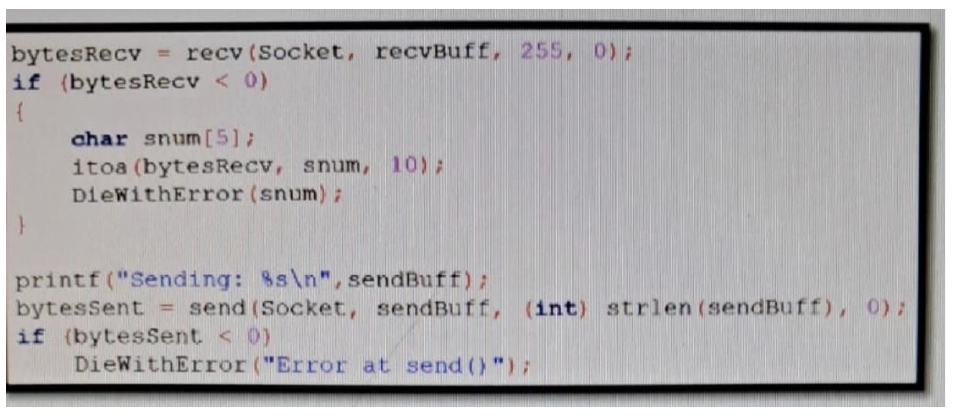 bytesRecv = recv(Socket, recvBuff, 255, 0);
if (bytesRecv < 0)
{
char snum[5];
itoa(bytesRecv, snum, 10);
DieWithError(snum);
}
printf("Sending: %s\n",sendBuff);
bytesSent = send(Socket, sendBuff, (int) strlen(sendBuff), 0);
if (bytesSent < 0)
DieWithError("Error at send()");